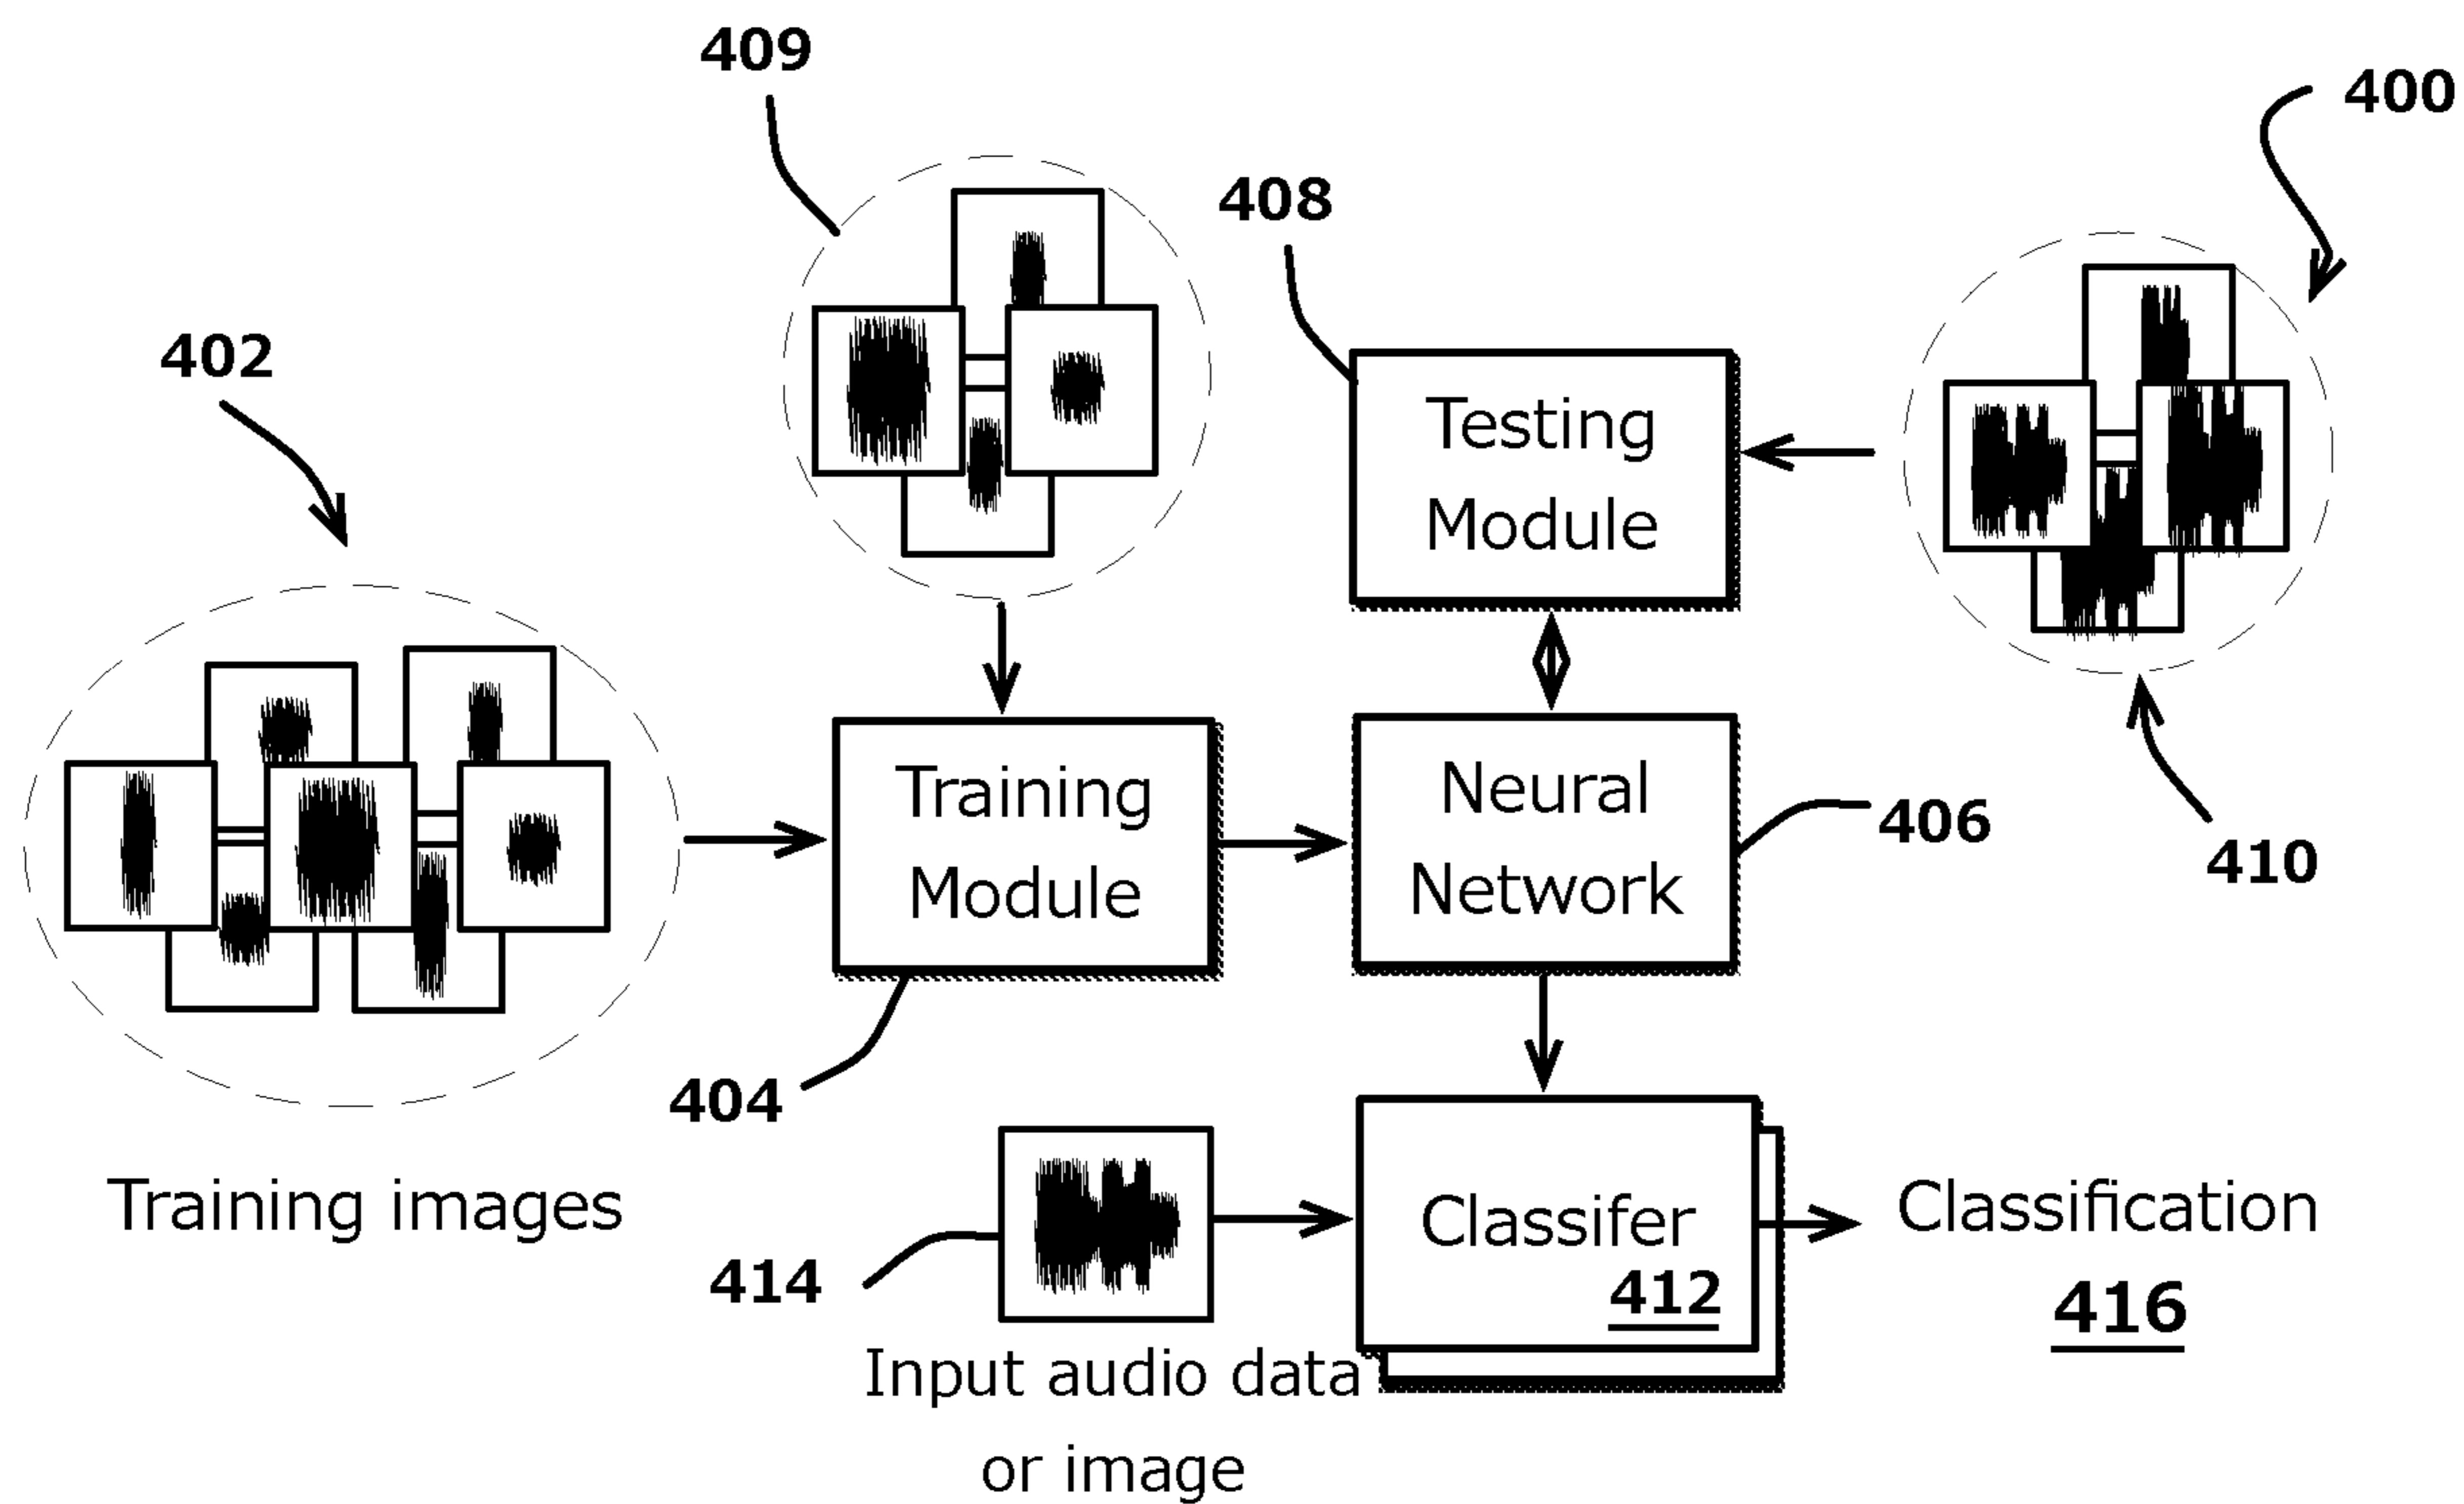 409
400
408
402
Testing
Module
Training
Module
Neural
Network
406
410
404
Training images
414
Classifer
412
Classification
416
Input audio data
or image